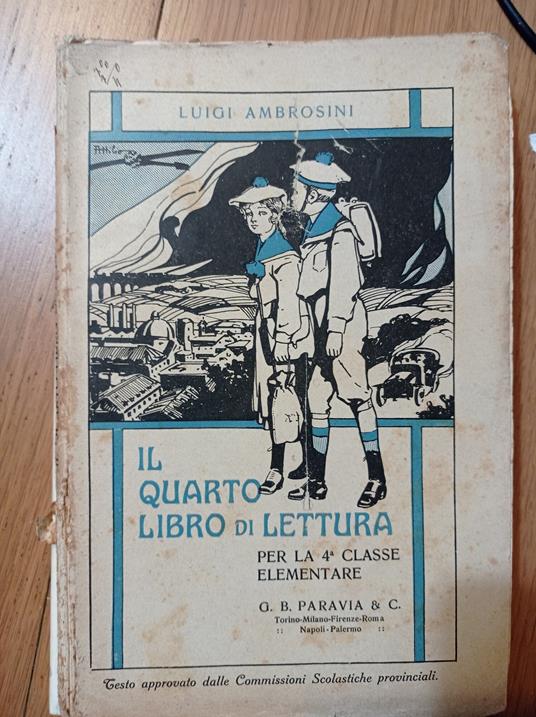 LUIGI AMBROSINI
Attilio
IL
QUARTO
LIBRO DI LETTURA
PER LA 4ª CLASSE
ELEMENTARE
G. B. PARAVIA & C.
Torino-Milano-Firenze-Roma
:: Napoli-Palermo ::
Testo approvato dalle Commissioni Scolastiche provinciali.